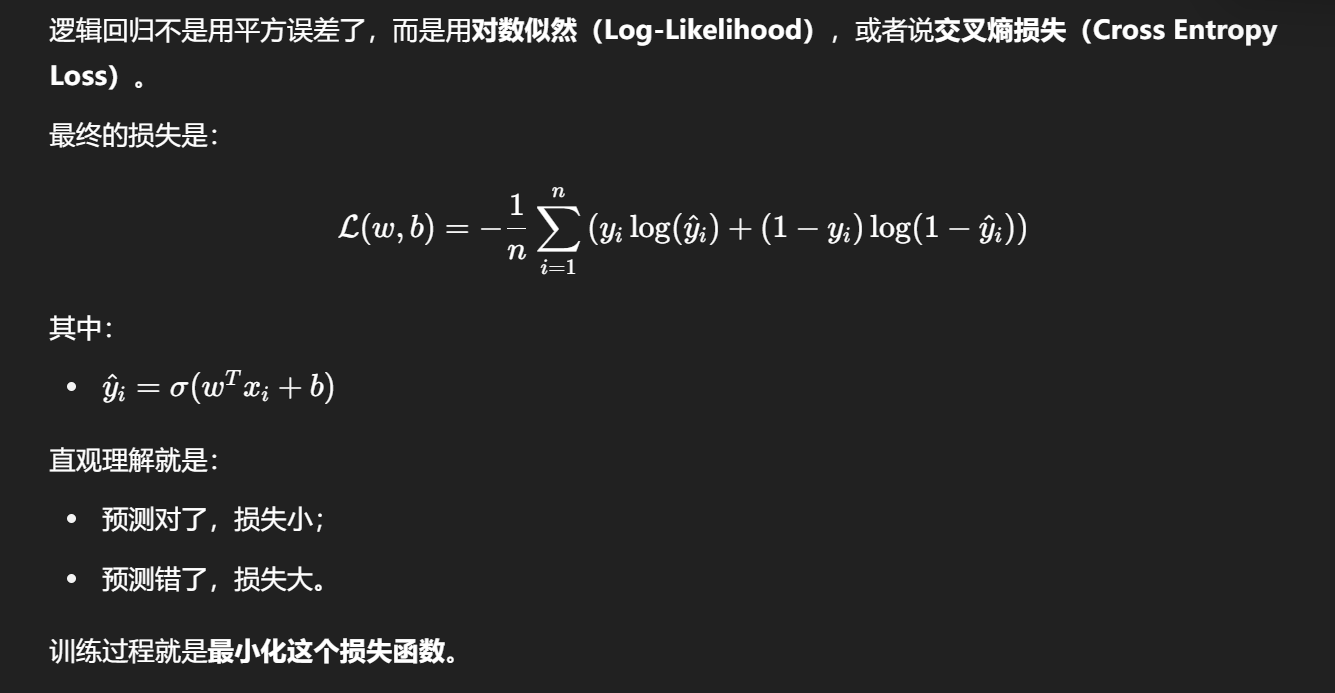 逻辑回归不是用平方误差了，而是用对数似然（Log-Likelihood），或者说交叉熵损失（Cross Entropy
Loss）。
最终的损失是：
$$\mathcal{L}(w, b) = -\frac{1}{n} \sum_{i=1}^{n} (y_i \log(\hat{y}_i) + (1 - y_i) \log(1 - \hat{y}_i))$$
其中：
• $\hat{y}_i = \sigma(w^T x_i + b)$
直观理解就是：
• 预测对了，损失小；
• 预测错了，损失大。
训练过程就是最小化这个损失函数。